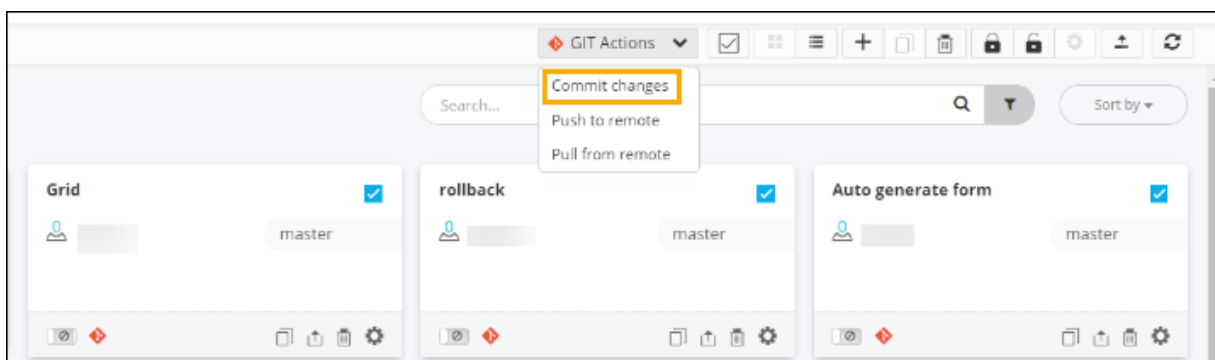 GIT Actions
Commit changes
Search...
Push to remote
Sort by
Pull from remote
Grid
rollback
Auto generate form
master
master
master